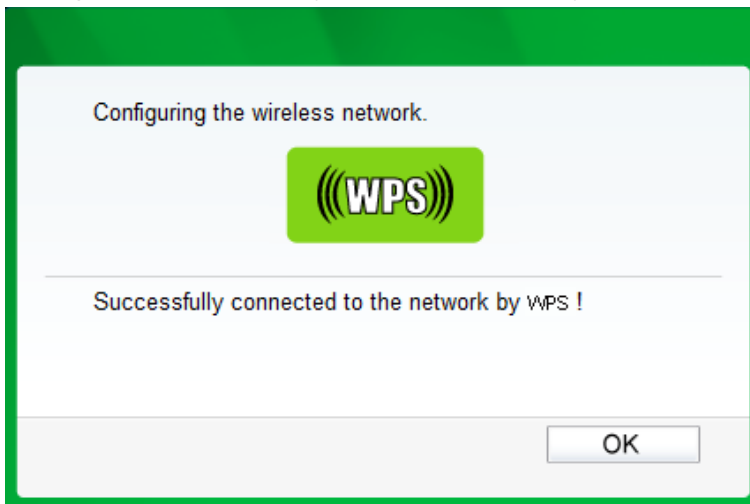 Configuring the wireless network.
(((WPS)))
Successfully connected to the network by WPS !
OK